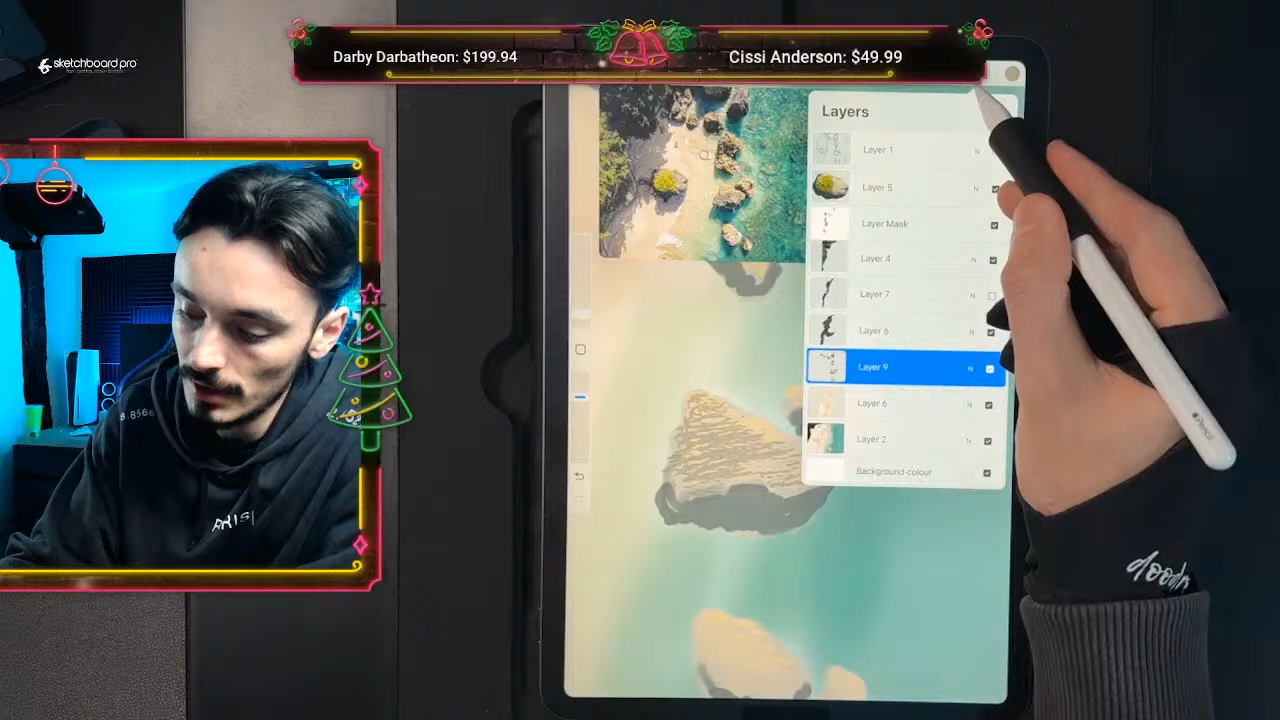 sketchboard pro
Darby Darbatheon: $199.94
Cissi Anderson: $49.99
Layers
Layer 1
N
Layer 5
N
Layer Mask
Layer 4
N
Layer 7
N
Layer 6
N
Layer 9
N
Layer 6
N
Layer 2
N
Background colour
Pencil